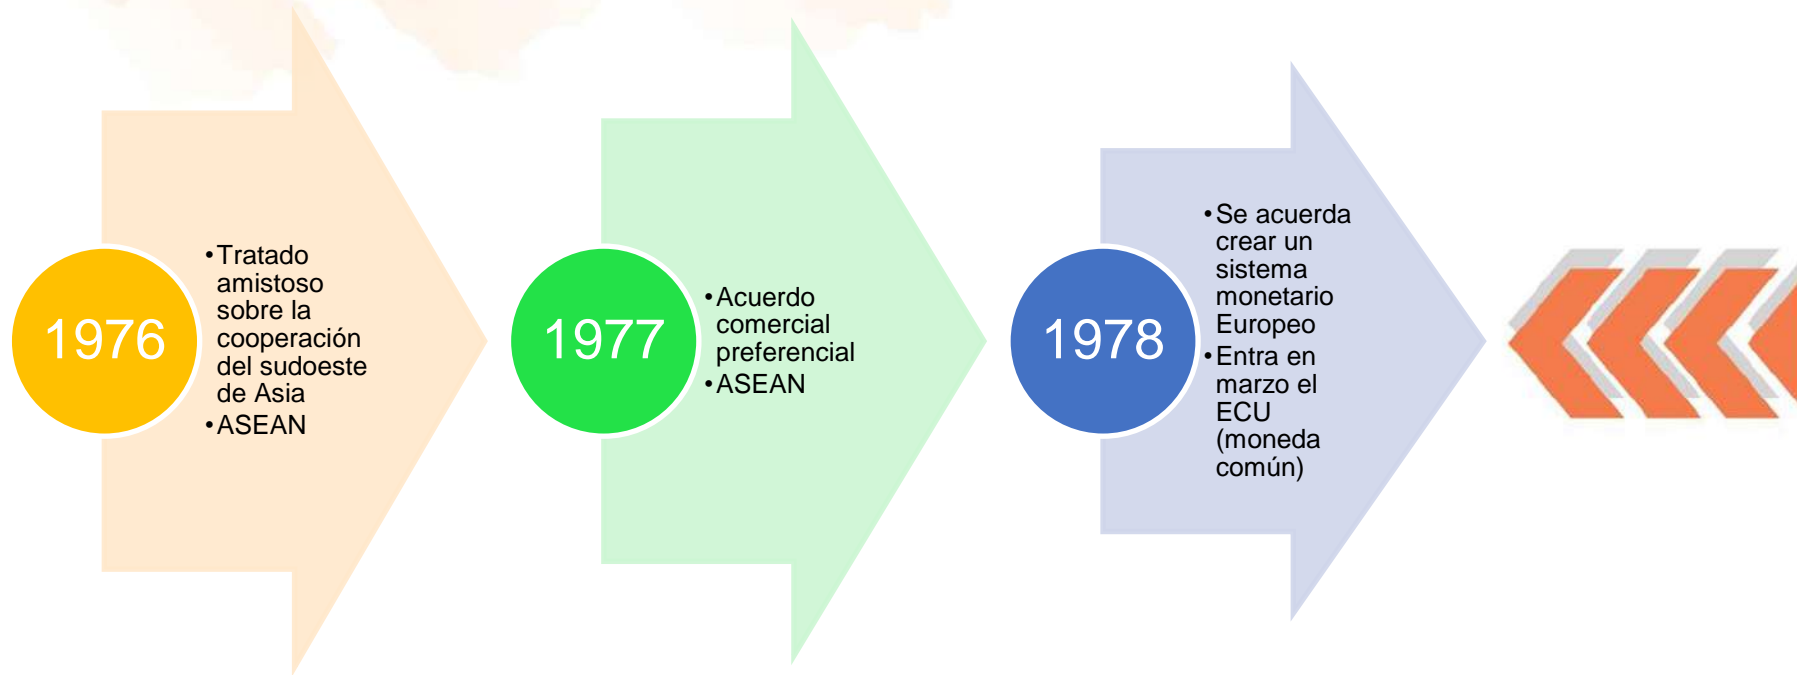 1976
•Tratado
amistoso
sobre la
cooperación
del sudoeste
de Asia
•ASEAN
1977
•Acuerdo
comercial
preferencial
•ASEAN
1978
•Se acuerda
crear un
sistema
monetario
Europeo
•Entra en
marzo el
ECU
(moneda
común)